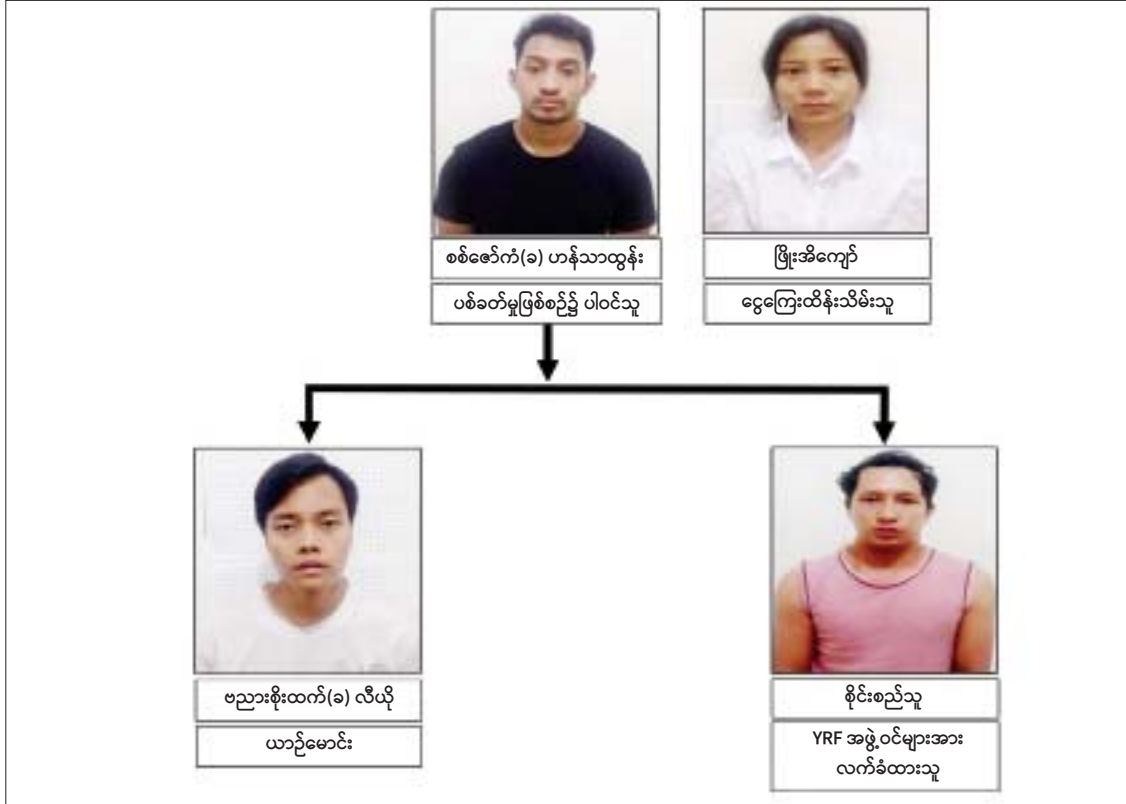 စစ်ဇော်ကံ(ခ) ဟန်သာထွန်း
ပစ်ခတ်မှုဖြစ်စဉ်၌ ပါဝင်သူ
ဖြိုးအိကျော်
ငွေကြေးထိန်းသိမ်းသူ
ဗညားစိုးထက်(ခ) လီယို
ယာဉ်မောင်း
စိုင်းစည်သူ
YRF အဖွဲ့ဝင်များအား
လက်ခံထားသူ